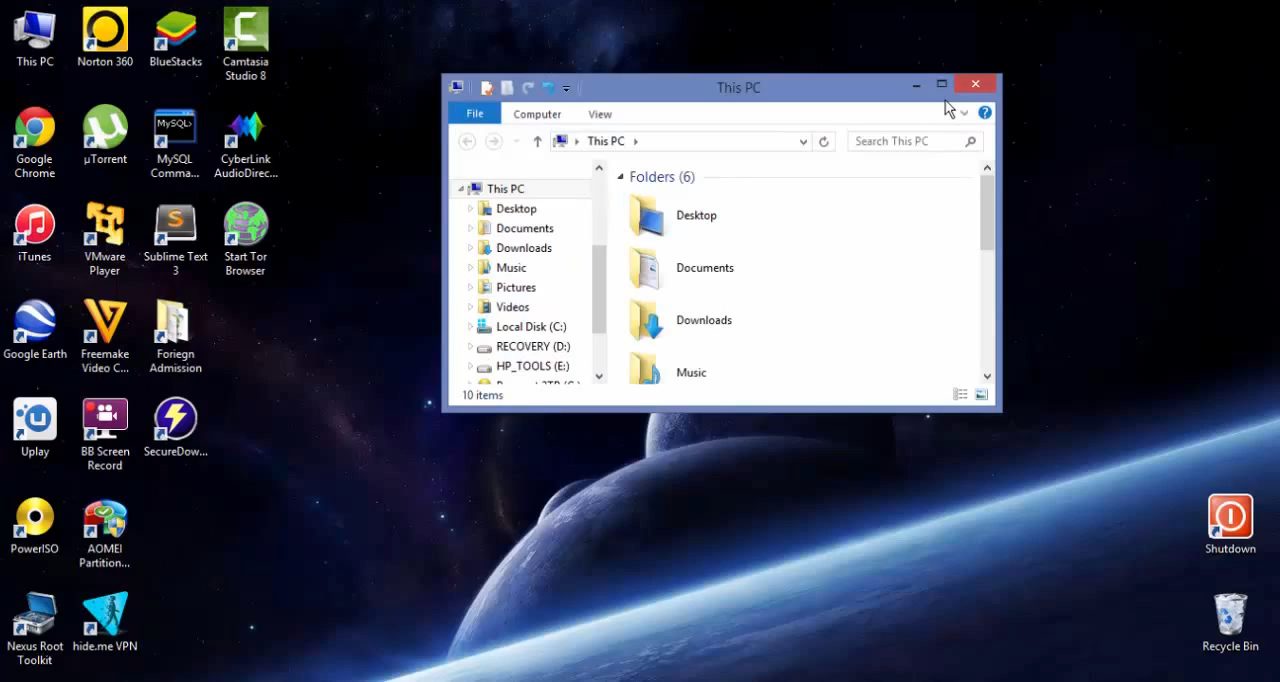 This PC
Norton 360
BlueStacks
Camtasia
Studio 8
Google
Chrome
µTorrent
MySQL>
MySQL
Comma...
CyberLink
AudioDirec...
iTunes
VMware
Player
Sublime Text
3
Start Tor
Browser
Google Earth
Freemake
Video C...
Foriegn
Admission
Uplay
BB Screen
Record
SecureDow...
PowerISO
AOMEI
Partition...
Nexus Root
Toolkit
hide.me VPN
This PC
File
Computer
View
This PC
Search This PC
This PC
Desktop
Documents
Downloads
Music
Pictures
Videos
Local Disk (C:)
RECOVERY (D:)
HP_TOOLS (E:)
Folders (6)
Desktop
Documents
Downloads
Music
10 items
Shutdown
Recycle Bin